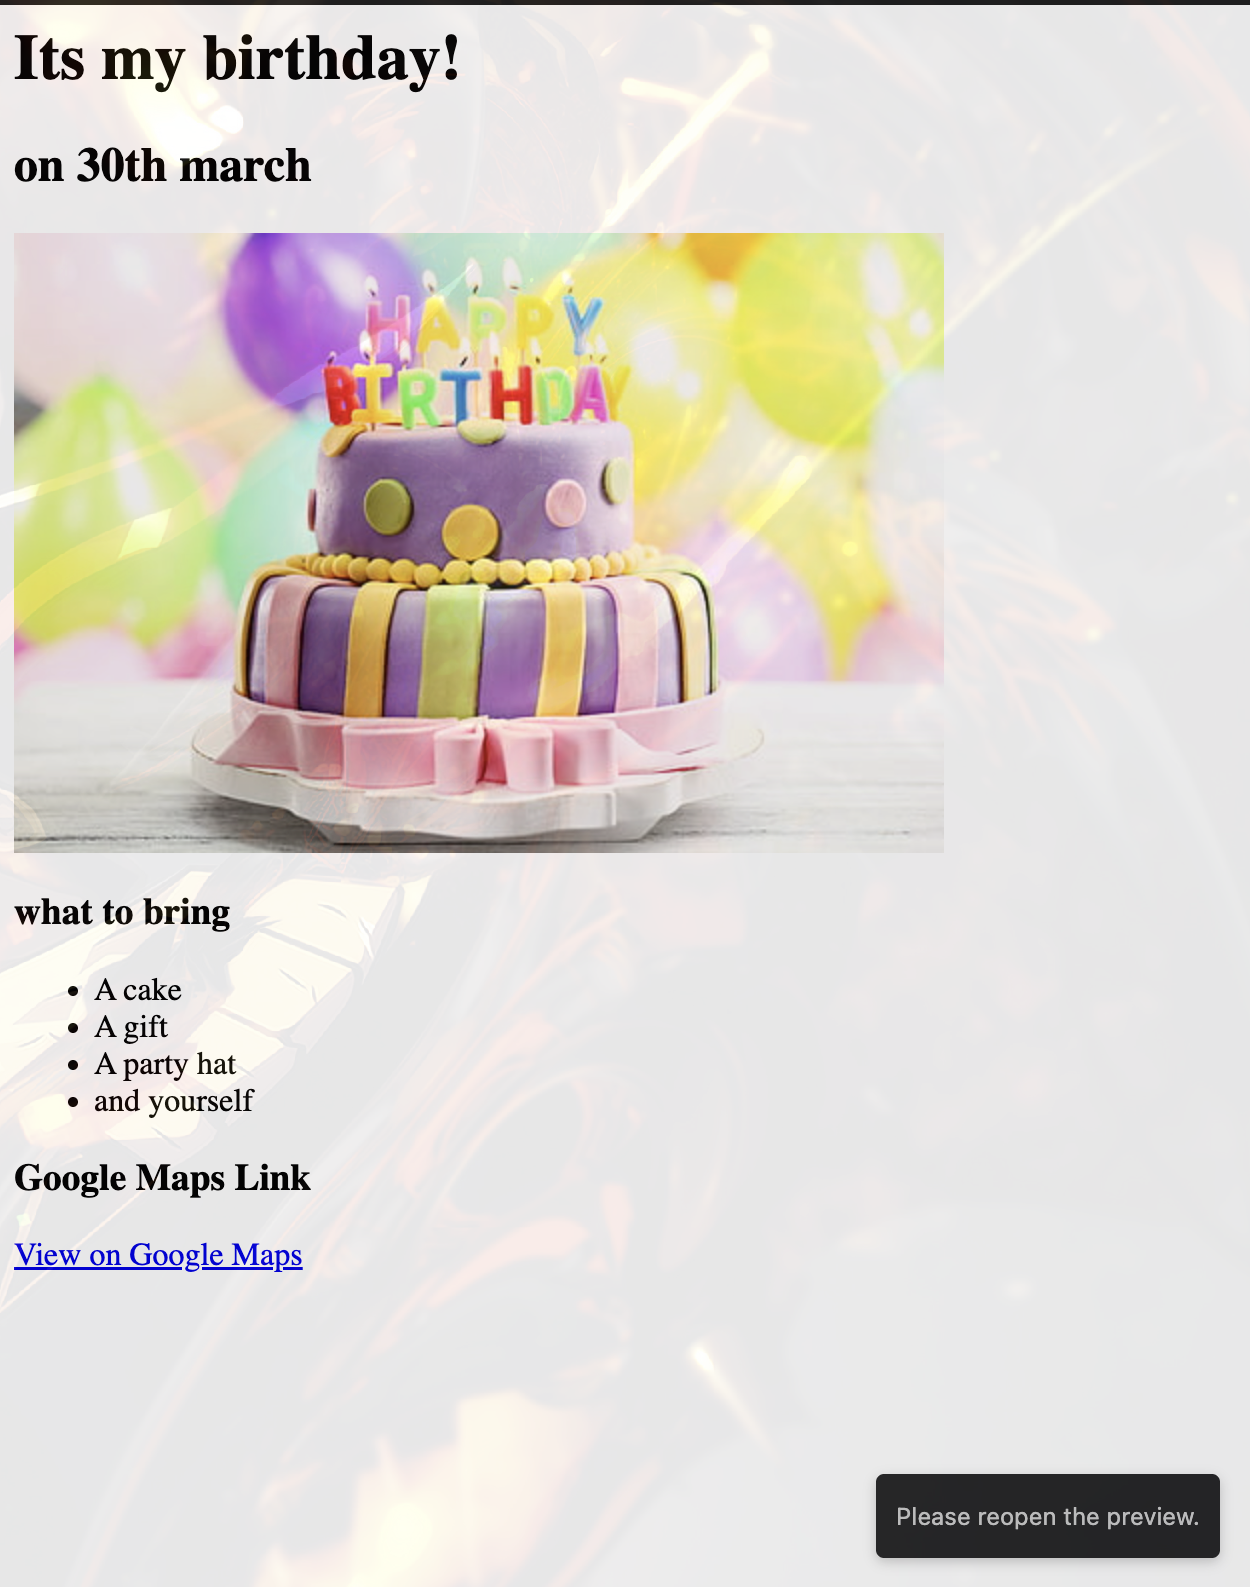 Its my birthday!
on 30th march
HAPPY
BIRTHDAY
what to bring
A cake
A gift
A party hat
and yourself
Google Maps Link
View on Google Maps
Please reopen the preview.